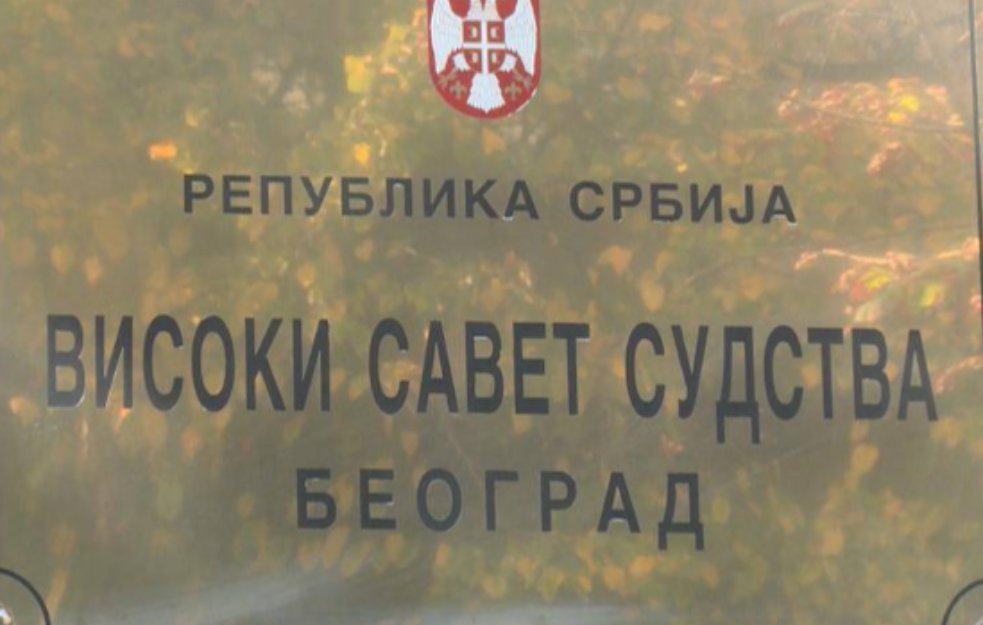 РЕПУБЛИКА СРБИЈА
ВИСОКИ САВЕТ СУДСТВА
БЕОГРАД